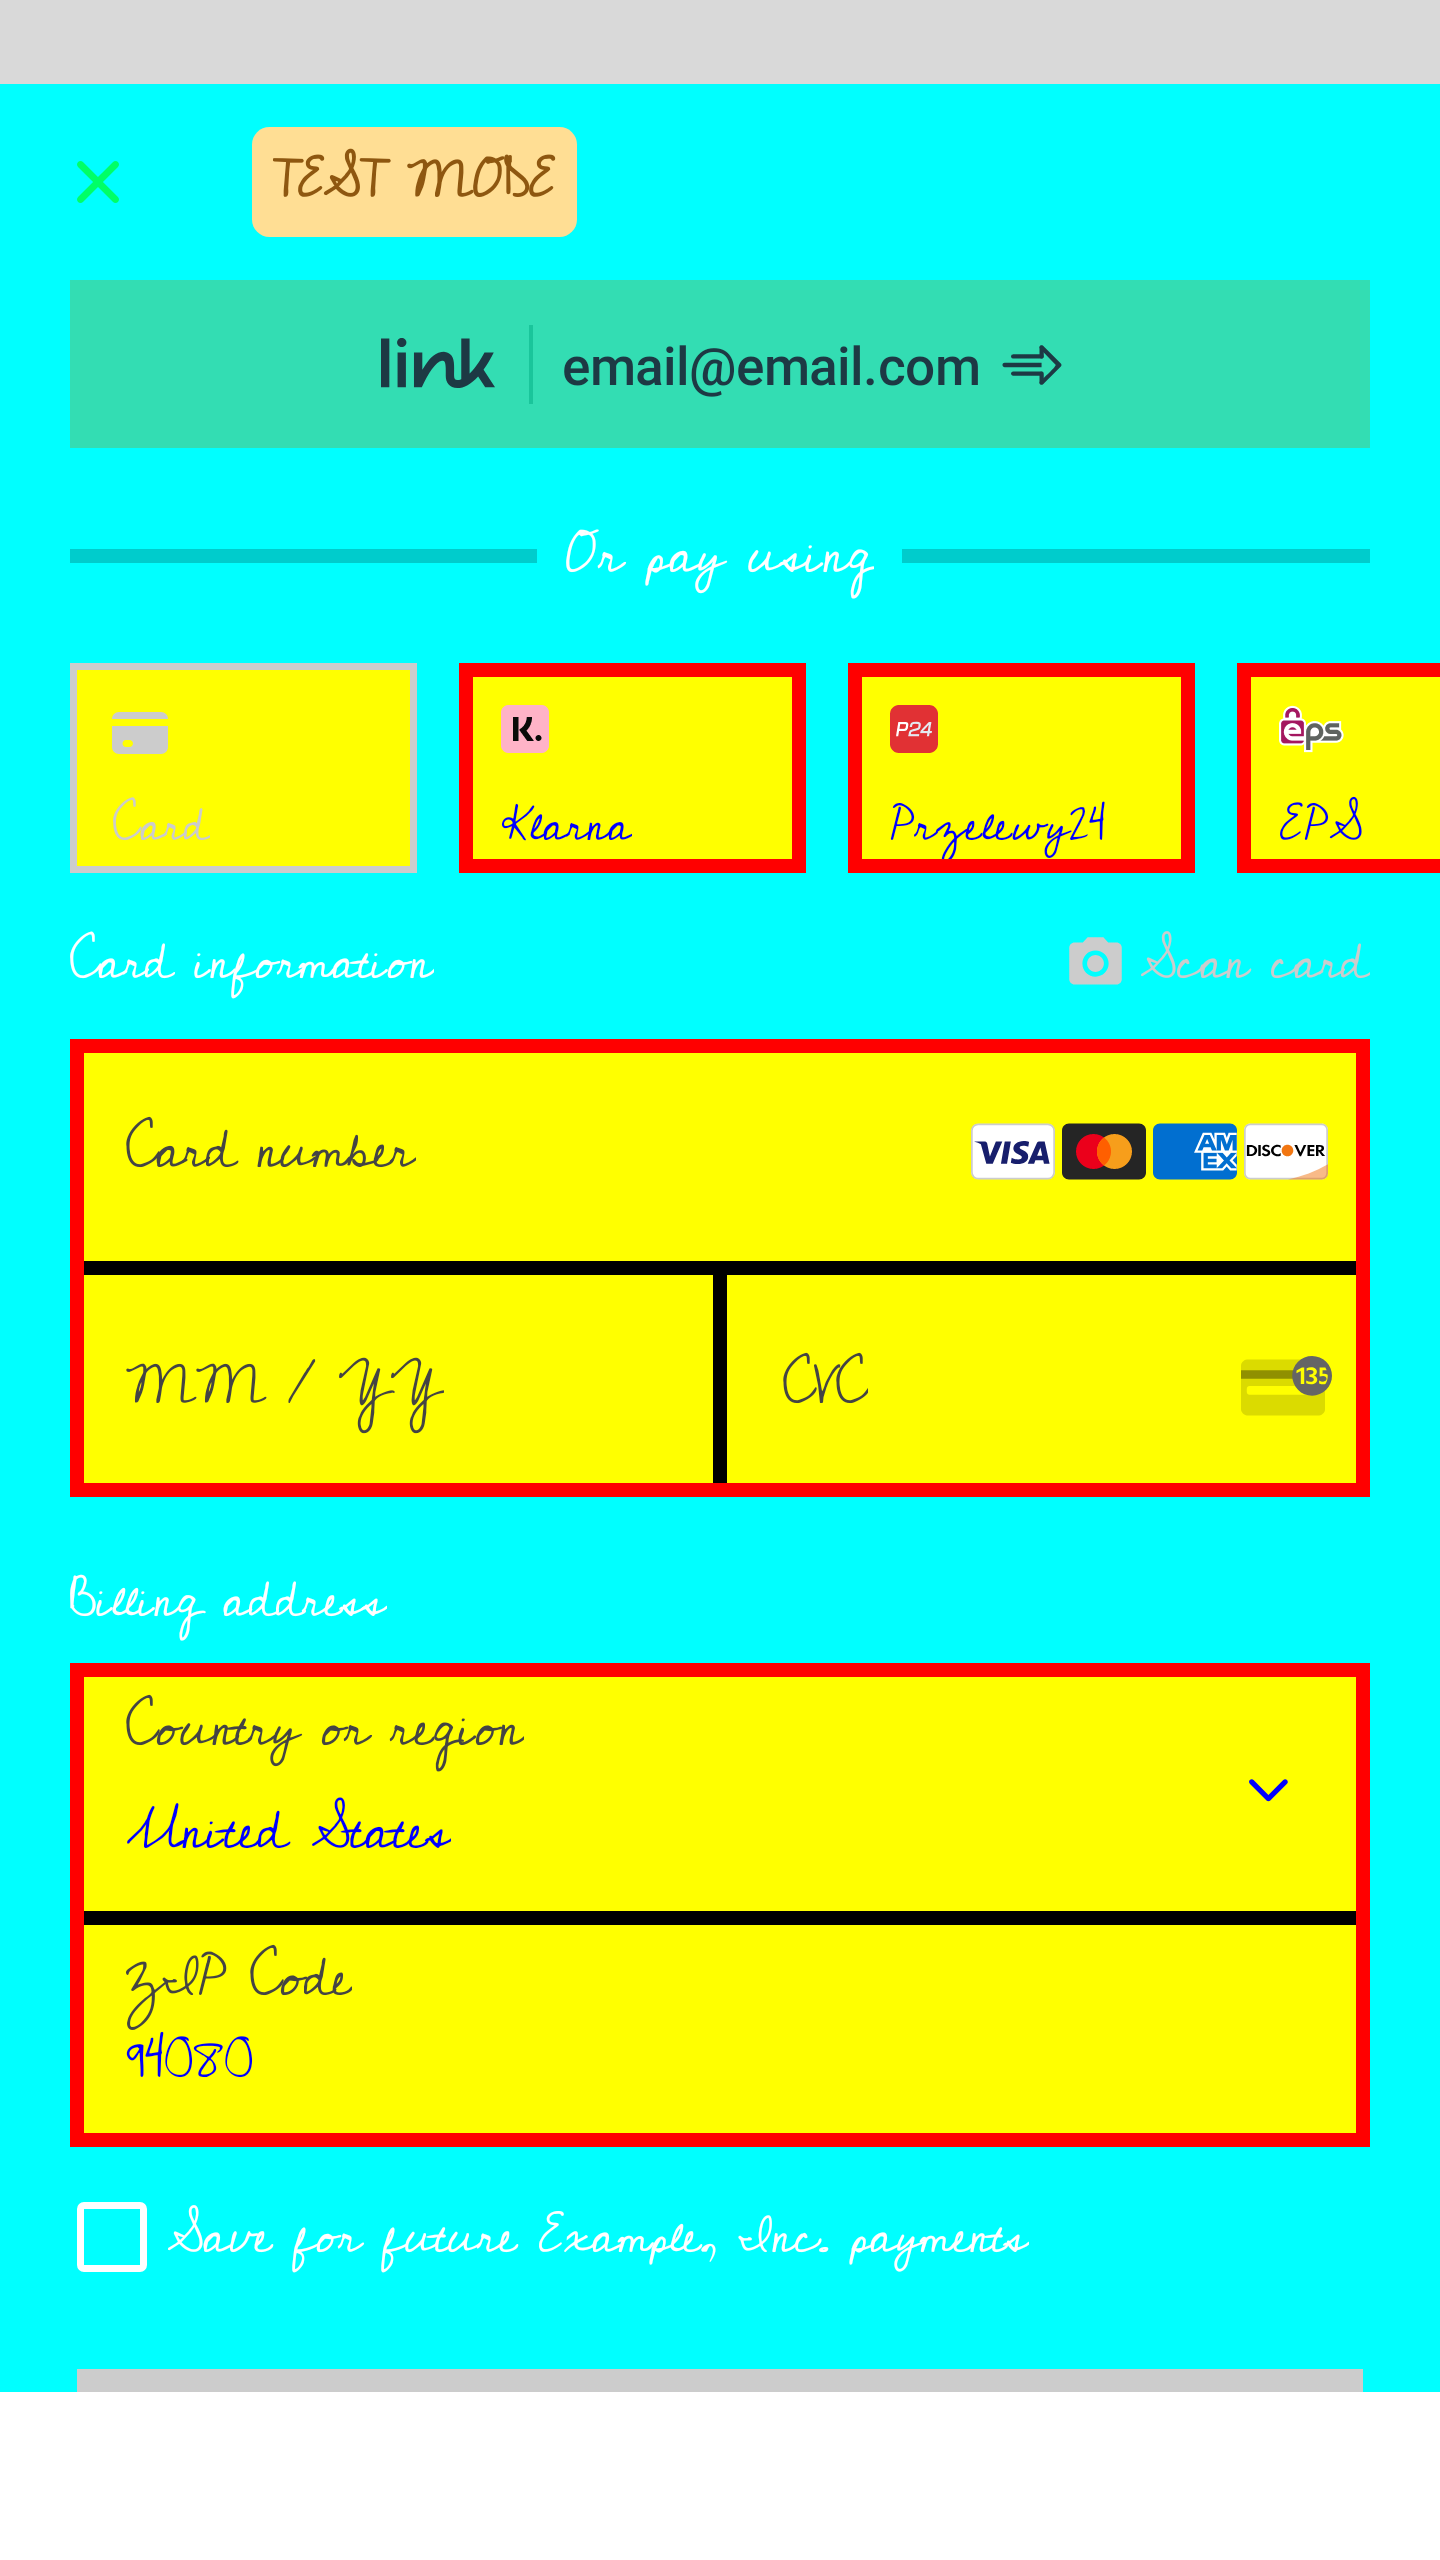 TEST MODE
link email@email.com
Or pay using
K. P24 eps
Card Klarna Przelewy24 EPS
Card information Scan card
Card number VISA AMEX DISCOVER
MM / YY CVC 135
Billing address
Country or region
United States
ZIP Code
94080
Save for future Example, Inc. payments